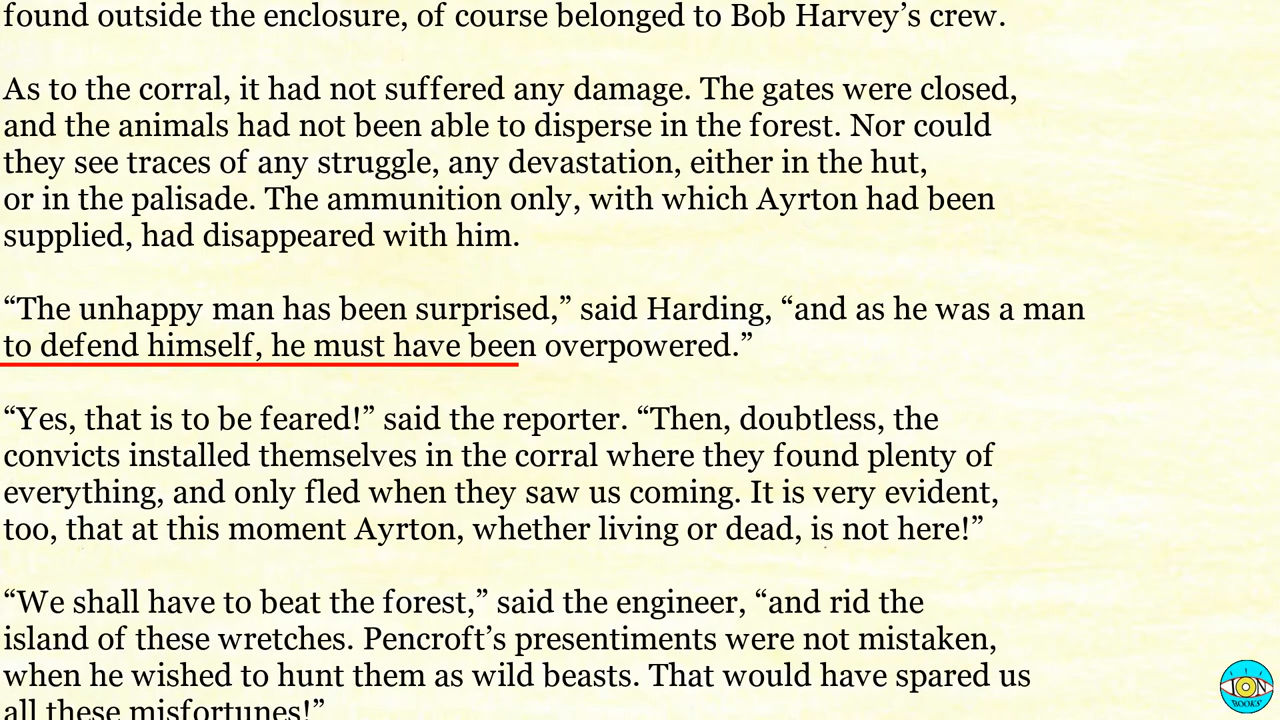 found outside the enclosure, of course belonged to Bob Harvey’s crew.
As to the corral, it had not suffered any damage. The gates were closed,
and the animals had not been able to disperse in the forest. Nor could
they see traces of any struggle, any devastation, either in the hut,
or in the palisade. The ammunition only, with which Ayrton had been
supplied, had disappeared with him.
“The unhappy man has been surprised,” said Harding, “and as he was a man
to defend himself, he must have been overpowered.”
“Yes, that is to be feared!” said the reporter. “Then, doubtless, the
convicts installed themselves in the corral where they found plenty of
everything, and only fled when they saw us coming. It is very evident,
too, that at this moment Ayrton, whether living or dead, is not here!”
“We shall have to beat the forest,” said the engineer, “and rid the
island of these wretches. Pencroft’s presentiments were not mistaken,
when he wished to hunt them as wild beasts. That would have spared us
all these misfortunes!”
ION
BOOKS